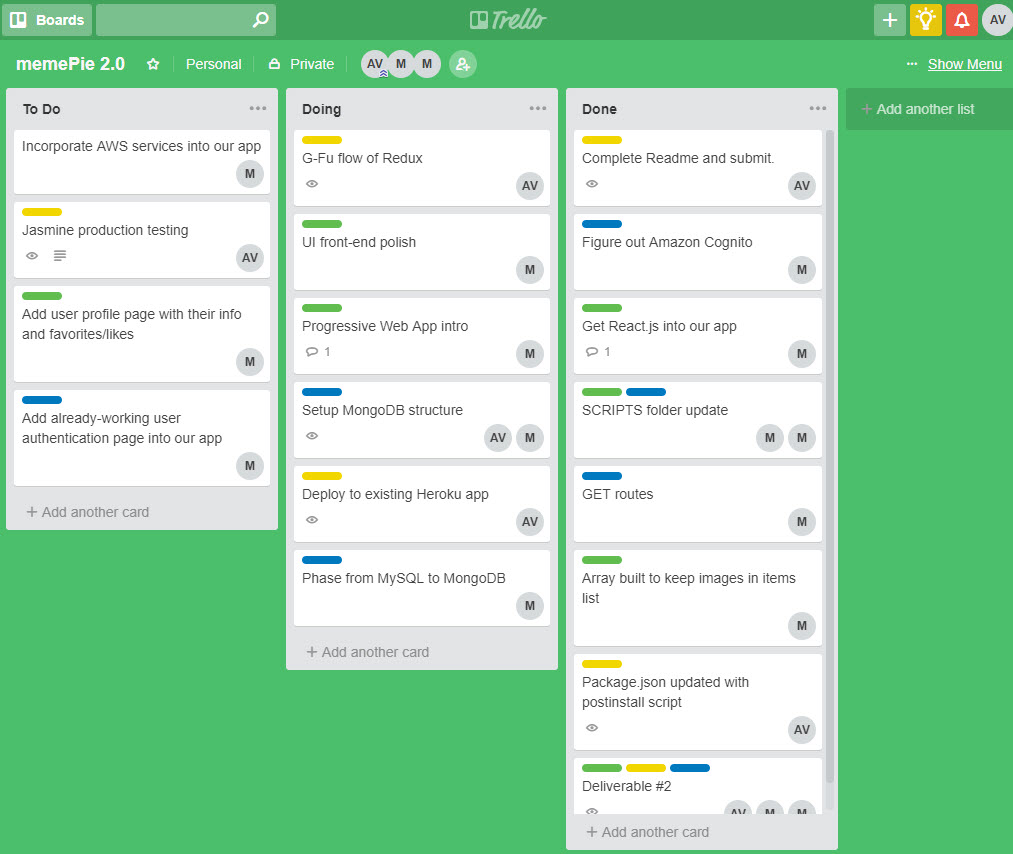 Boards
Trello
AV
memePie 2.0
Personal
Private
AV M M
··· Show Menu
To Do ···
Incorporate AWS services into our app
M
Jasmine production testing
AV
Add user profile page with their info
and favorites/likes
M
Add already-working user
authentication page into our app
M
+ Add another card
Doing ···
G-Fu flow of Redux
AV
UI front-end polish
M
Progressive Web App intro
1
M
Setup MongoDB structure
AV M
Deploy to existing Heroku app
AV
Phase from MySQL to MongoDB
M
+ Add another card
Done ···
Complete Readme and submit.
AV
Figure out Amazon Cognito
M
Get React.js into our app
1
M
SCRIPTS folder update
M M
GET routes
M
Array built to keep images in items
list
M
Package.json updated with
postinstall script
AV
Deliverable #2
AV M M
+ Add another card
+ Add another list